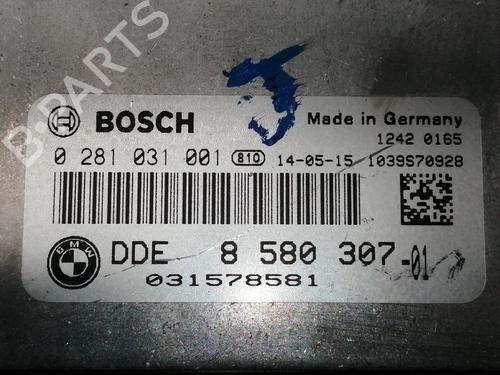 B-PARTS
BOSCH
Made in Germany
1242 0165
0 281 031 001 810 14-05-15 1039S70928
BMW
DDE 8 580 307-01
031578581